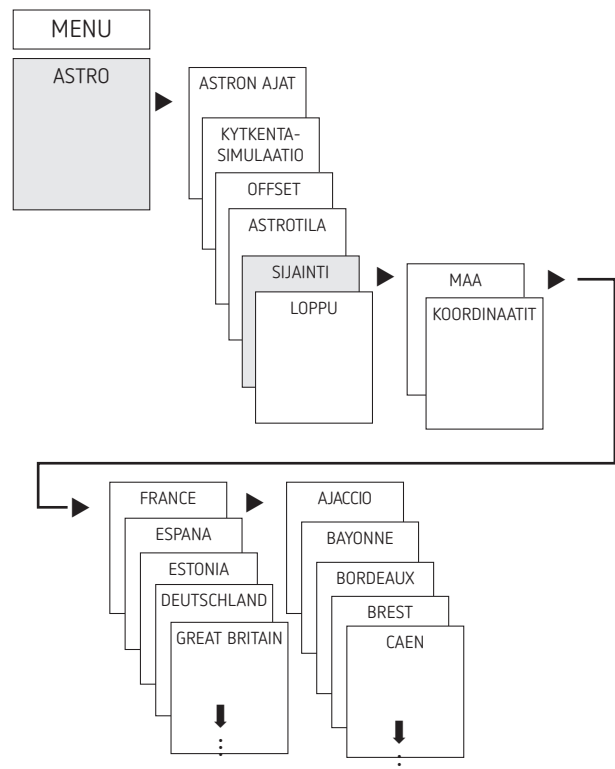 MENU
ASTRO
ASTRON AJAT
KYTKENTA-
SIMULAATIO
OFFSET
ASTROTILA
SIJAINTI
LOPPU
MAA
KOORDINAATIT
FRANCE
ESPANA
ESTONIA
DEUTSCHLAND
GREAT BRITAIN
AJACCIO
BAYONNE
BORDEAUX
BREST
CAEN